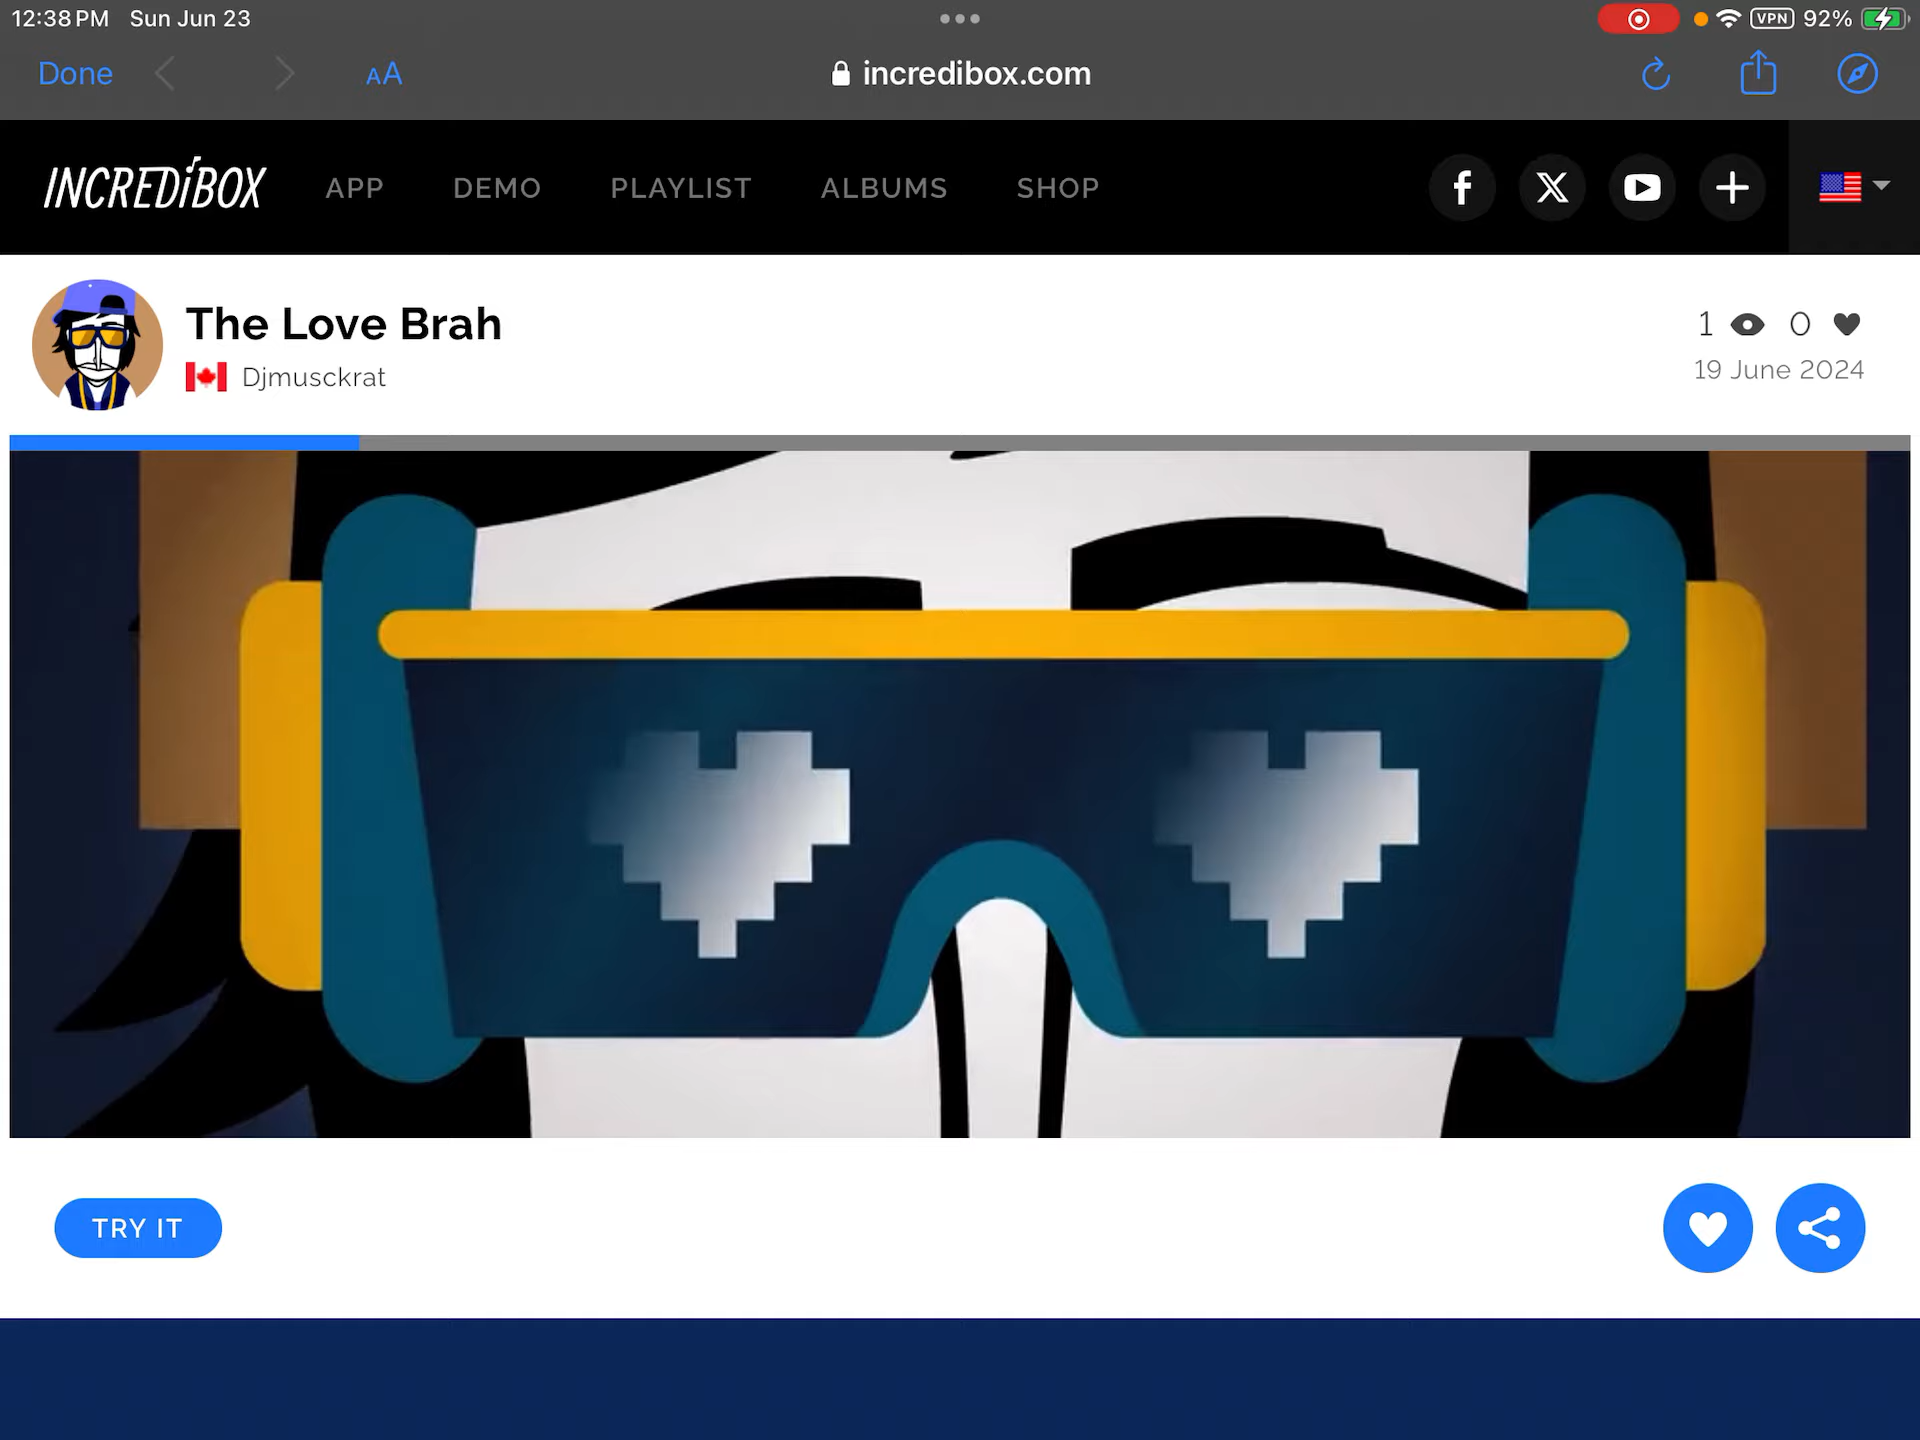 12:38 PM Sun Jun 23
VPN 92%
Done
AA
incredibox.com
INCREDiBOX
APP DEMO PLAYLIST ALBUMS SHOP
The Love Brah
1 0
Djmusckrat
19 June 2024
TRY IT